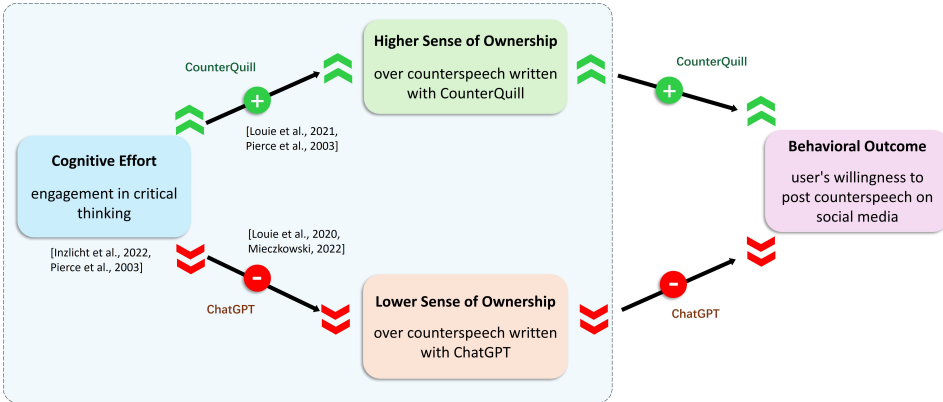 Higher Sense of Ownership
over counterspeech written
with CounterQuill
CounterQuill
+
[Louie et al., 2021,
Pierce et al., 2003]
CounterQuill
+
Cognitive Effort
engagement in critical
thinking
[Inzlicht et al., 2022,
Pierce et al., 2003]
Behavioral Outcome
user's willingness to
post counterspeech on
social media
[Louie et al., 2020,
Mieczkowski, 2022]
-
ChatGPT
Lower Sense of Ownership
over counterspeech written
with ChatGPT
-
ChatGPT